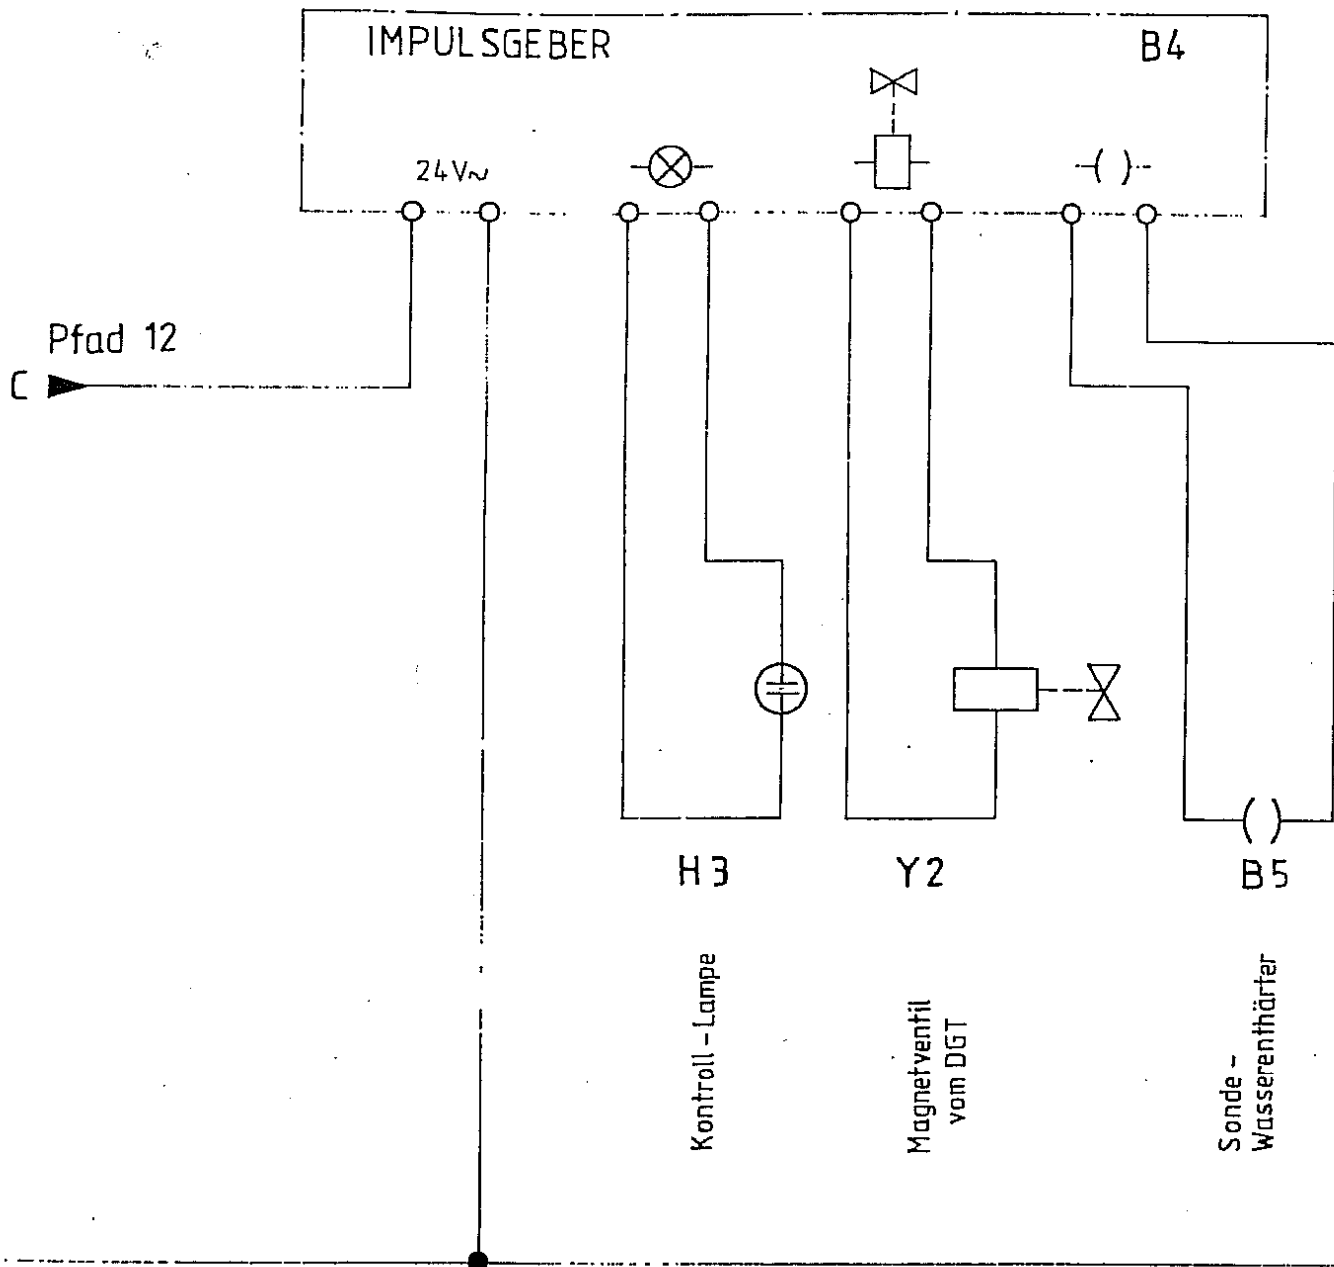 IMPULSGEBER
B4
24V~
Pfad 12
C
H3
Y2
B5
Kontroll-Lampe
Magnetventil
vom DGT
Sonde-
Wasserenthärter